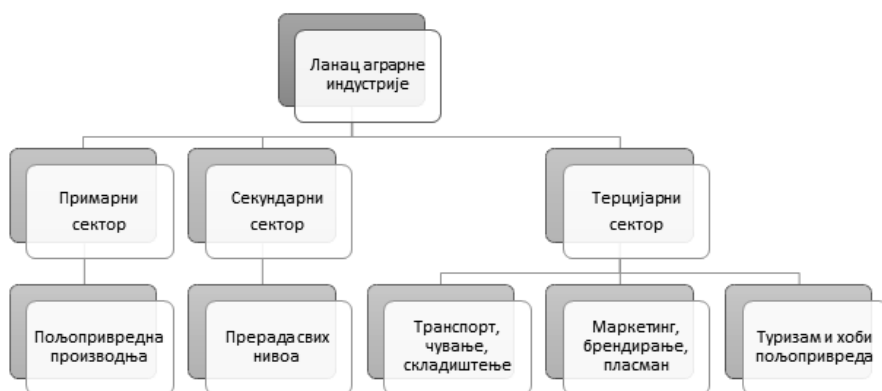 Ланац аграрне
индустрије
Примарни
сектор
Секундарни
сектор
Терцијарни
сектор
Пољопривредна
производња
Прерада свих
нивоа
Транспорт,
чување,
складиштење
Маркетинг,
брендирање,
пласман
Туризам и хоби
пољопривреда